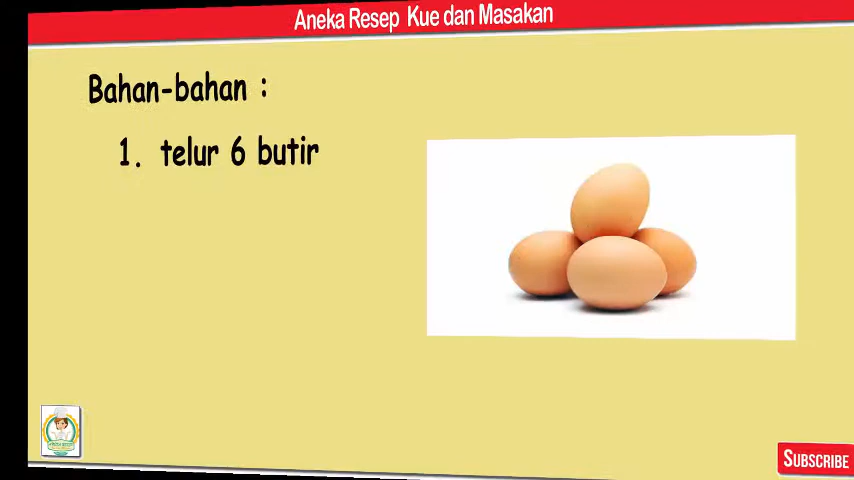 Aneka Resep Kue dan Masakan
Bahan-bahan :
1. telur 6 butir
SUBSCRIBE